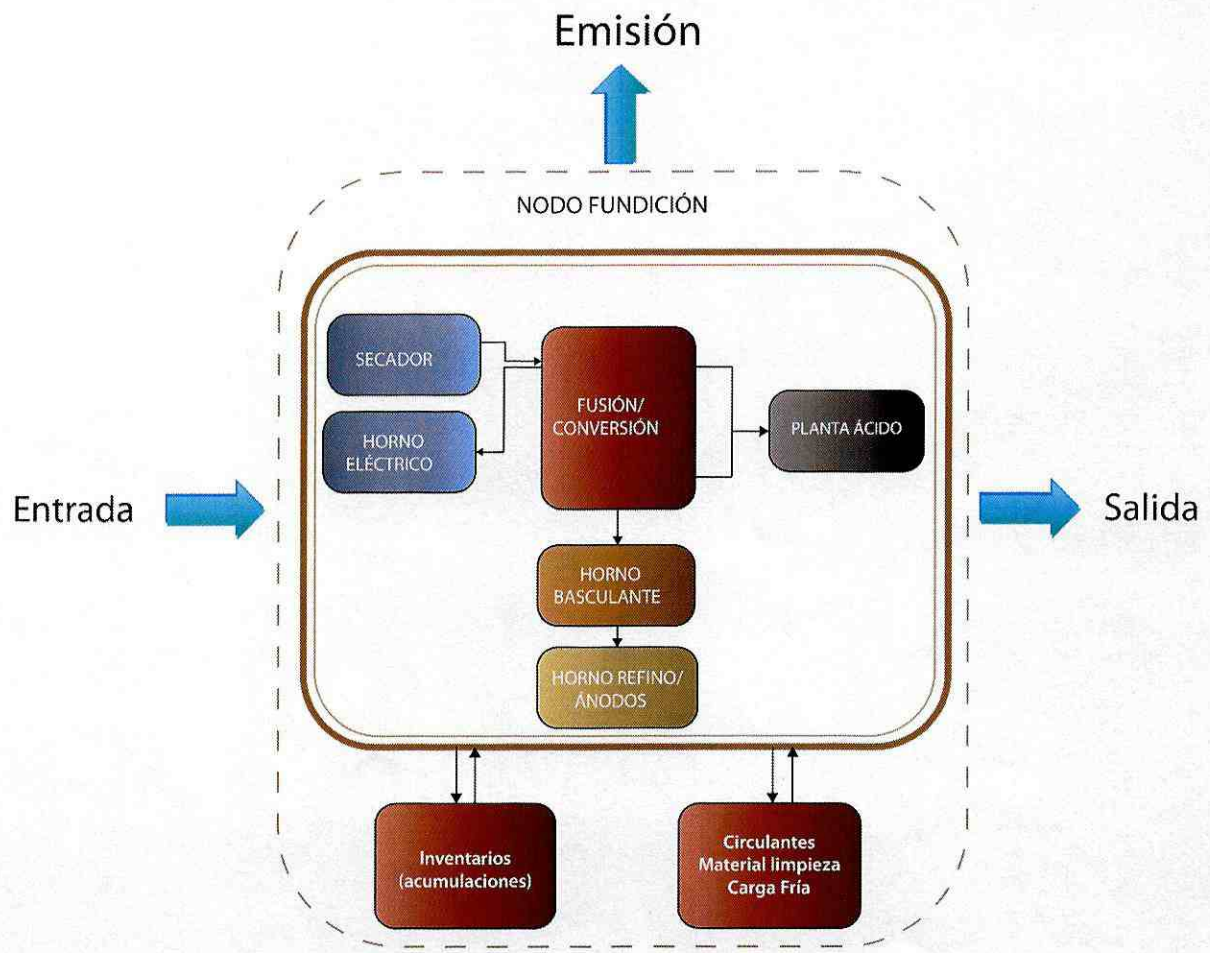 Emisión
NODO FUNDICIÓN
SECADOR
FUSIÓN/
CONVERSIÓN
PLANTA ÁCIDO
HORNO
ELÉCTRICO
Entrada
Salida
HORNO
BASCULANTE
HORNO REFINO/
ÁNODOS
Inventarios
(acumulaciones)
Circulantes
Material limpieza
Carga Fría